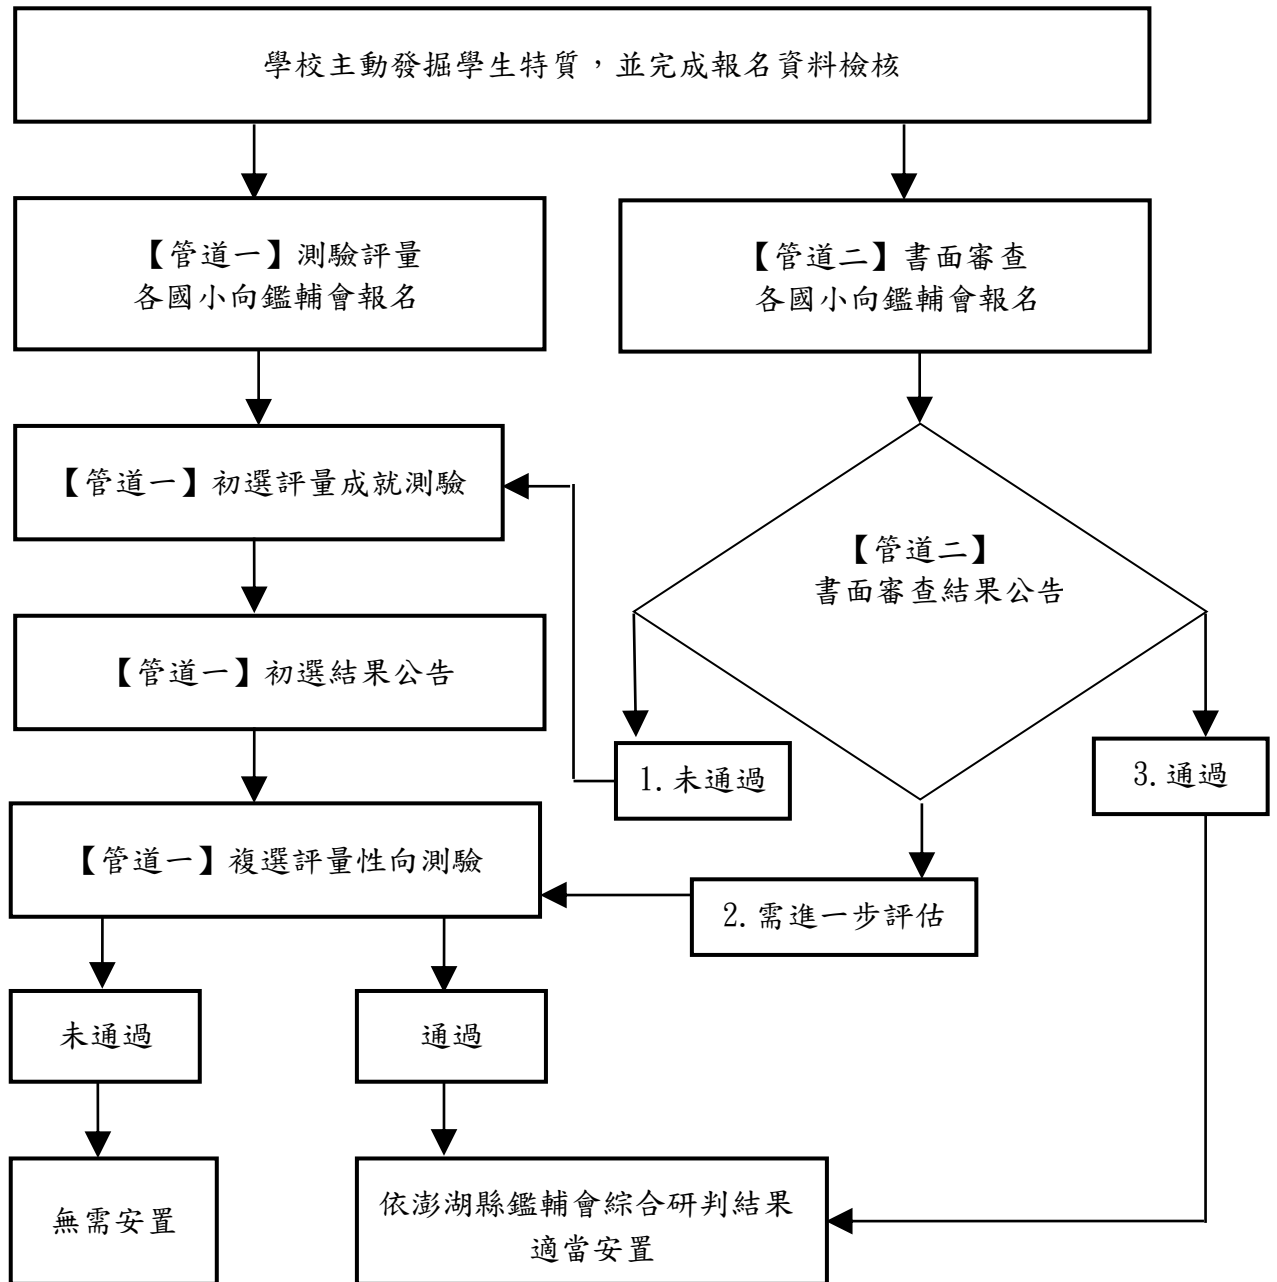 學校主動發掘學生特質，並完成報名資料檢核
【管道一】測驗評量
各國小向鑑輔會報名
【管道二】書面審查
各國小向鑑輔會報名
【管道一】初選評量成就測驗
【管道二】
書面審查結果公告
【管道一】初選結果公告
1.未通過
3.通過
【管道一】複選評量性向測驗
2.需進一步評估
未通過
通過
無需安置
依澎湖縣鑑輔會綜合研判結果
適當安置